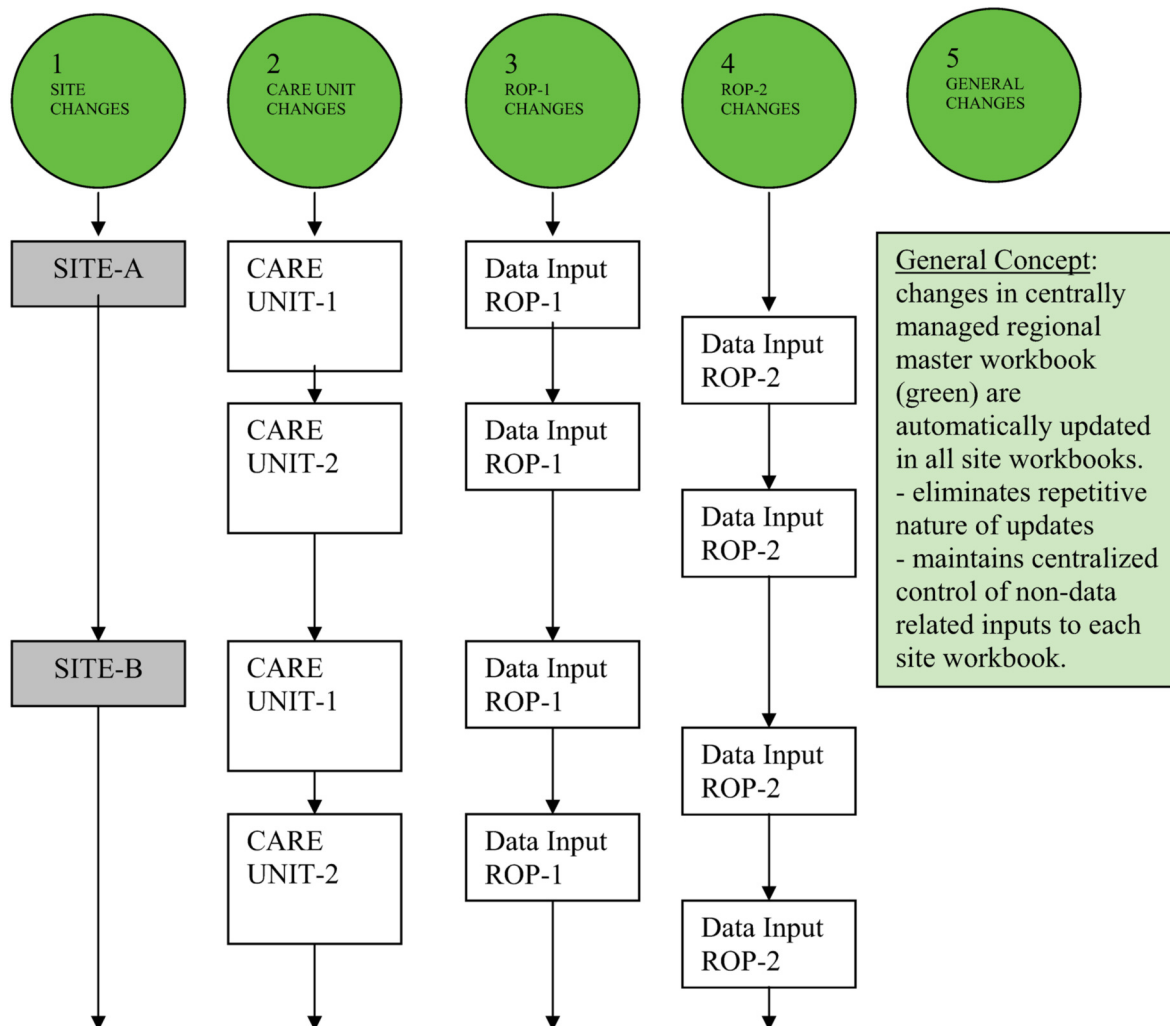 1
SITE
CHANGES
2
CARE UNIT
CHANGES
3
ROP-1
CHANGES
4
ROP-2
CHANGES
5
GENERAL
CHANGES
SITE-A
SITE-B
CARE
UNIT-1
CARE
UNIT-2
CARE
UNIT-1
CARE
UNIT-2
Data Input
ROP-1
Data Input
ROP-1
Data Input
ROP-1
Data Input
ROP-1
Data Input
ROP-2
Data Input
ROP-2
Data Input
ROP-2
Data Input
ROP-2
General Concept:
changes in centrally
managed regional
master workbook
(green) are
automatically updated
in all site workbooks.
- eliminates repetitive
nature of updates
- maintains centralized
control of non-data
related inputs to each
site workbook.